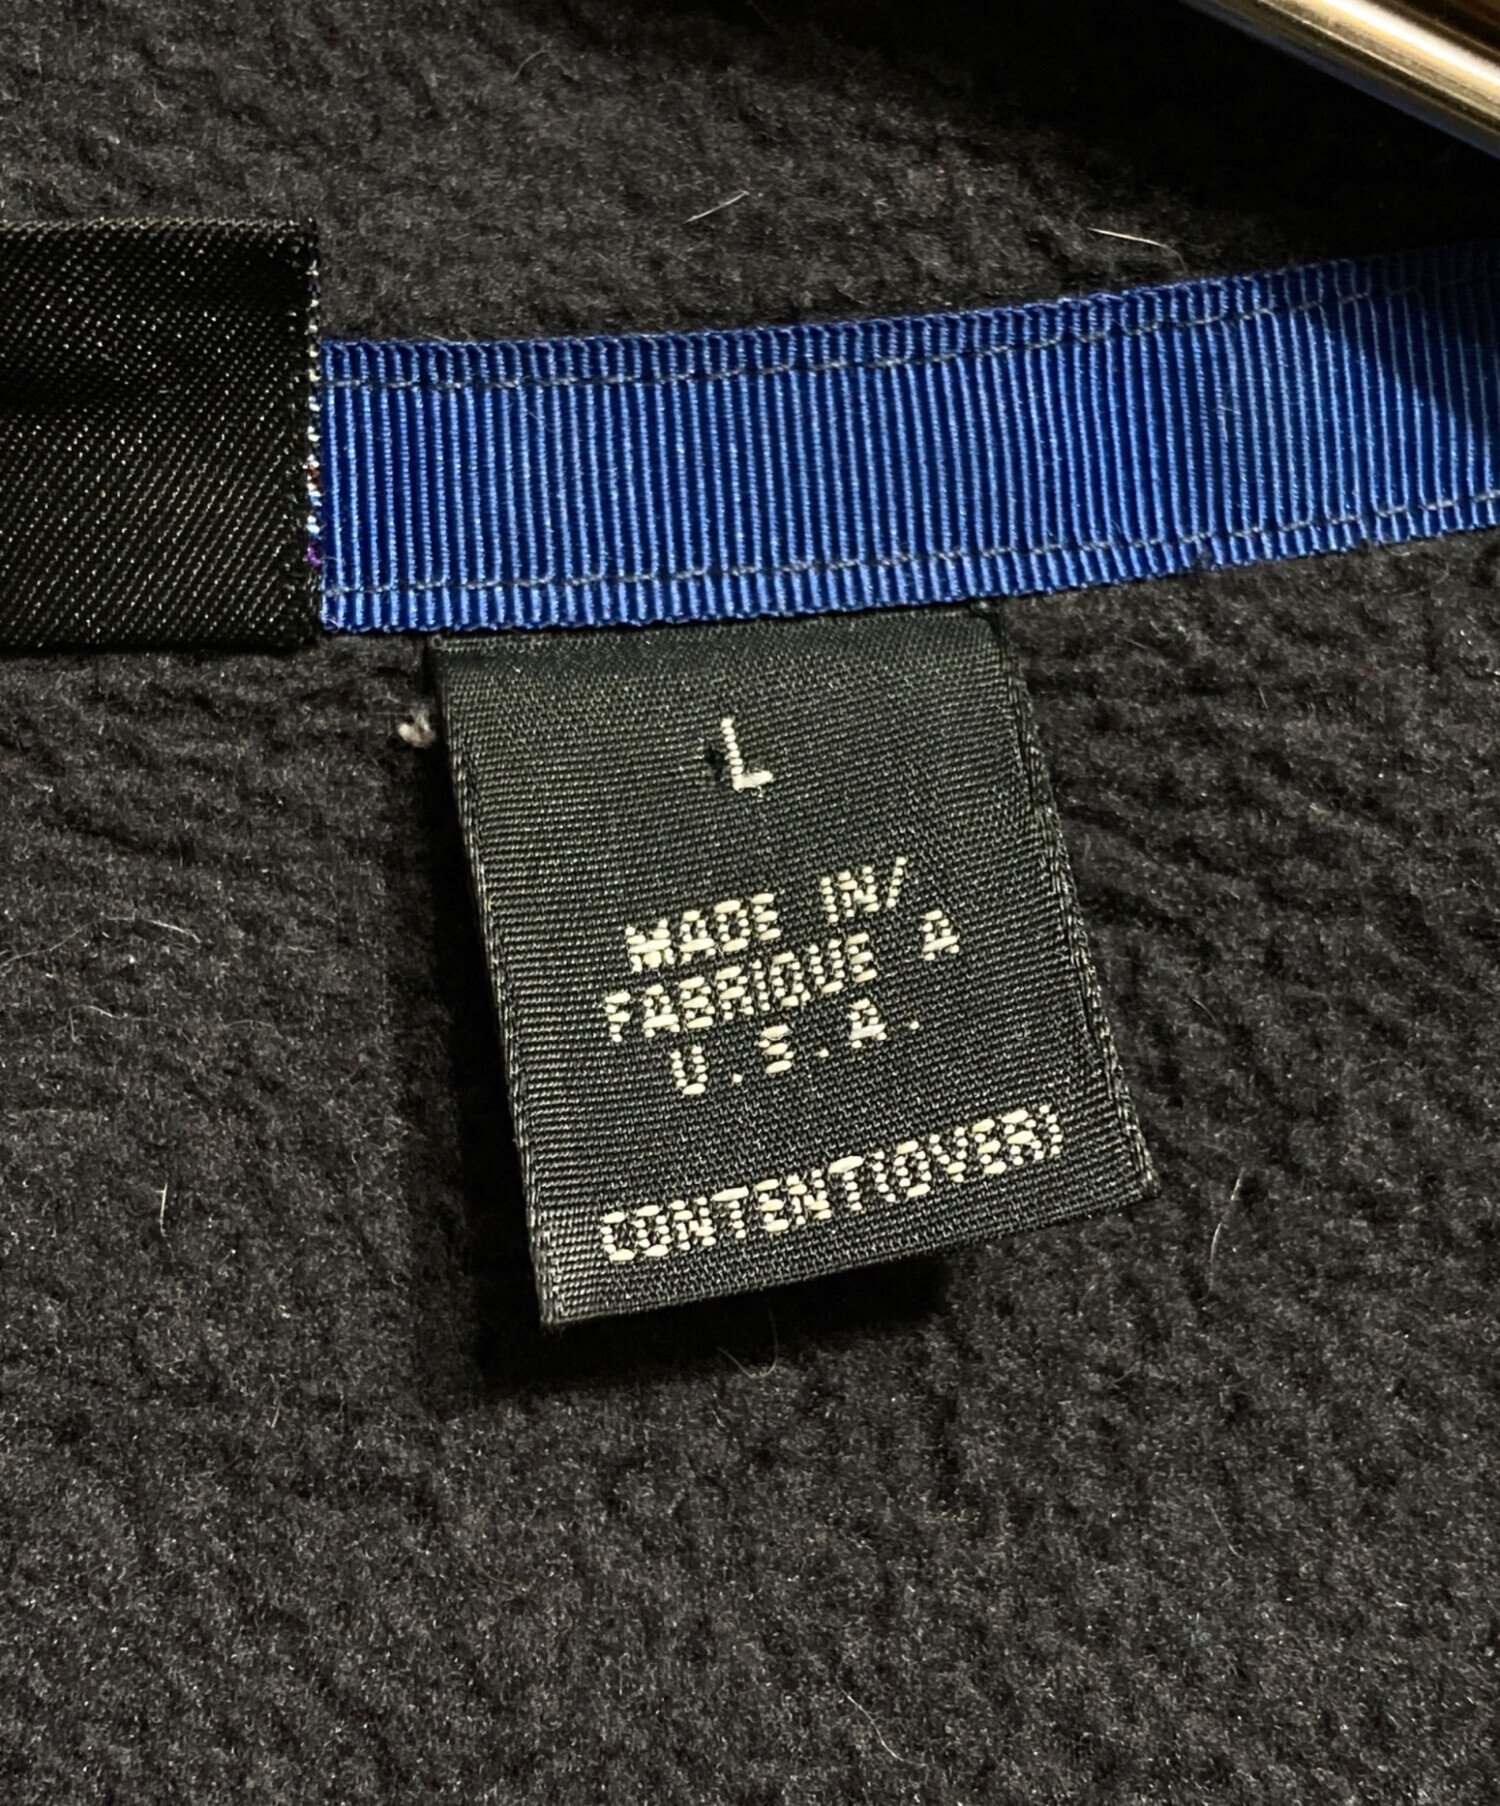 L
MADE IN/
FABRIQUE A
U.S.A.
CONTENT(OVER)